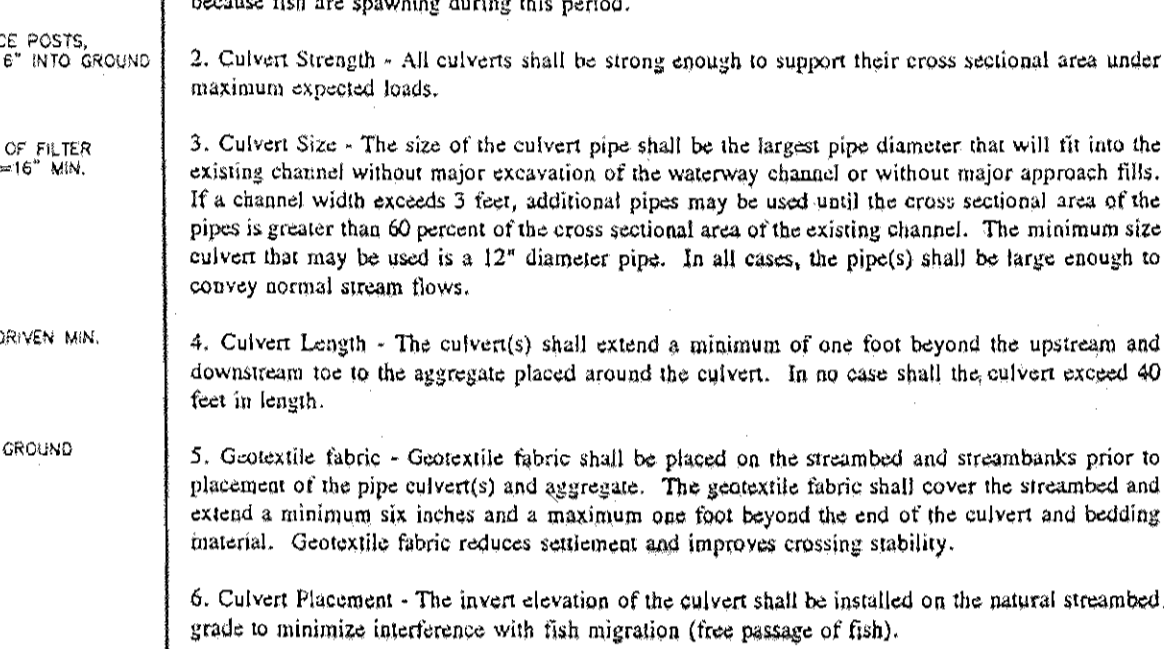 because fish are spawning during this period.
CE POSTS,
6" INTO GROUND
2. Culvert Strength - All culverts shall be strong enough to support their cross sectional area under
maximum expected loads.
OF FILTER
=16" MIN.
3. Culvert Size - The size of the culvert pipe shall be the largest pipe diameter that will fit into the
existing channel without major excavation of the waterway channel or without major approach fills.
If a channel width exceeds 3 feet, additional pipes may be used until the cross sectional area of the
pipes is greater than 60 percent of the cross sectional area of the existing channel. The minimum size
culvert that may be used is a 12" diameter pipe. In all cases, the pipe(s) shall be large enough to
convey normal stream flows.
DRIVEN MIN.
4. Culvert Length - The culvert(s) shall extend a minimum of one foot beyond the upstream and
downstream toe to the aggregate placed around the culvert. In no case shall the culvert exceed 40
feet in length.
GROUND
5. Geotextile fabric - Geotextile fabric shall be placed on the streambed and streambanks prior to
placement of the pipe culvert(s) and aggregate. The geotextile fabric shall cover the streambed and
extend a minimum six inches and a maximum one foot beyond the end of the culvert and bedding
material. Geotextile fabric reduces settlement and improves crossing stability.
6. Culvert Placement - The invert elevation of the culvert shall be installed on the natural streambed
grade to minimize interference with fish migration (free passage of fish).